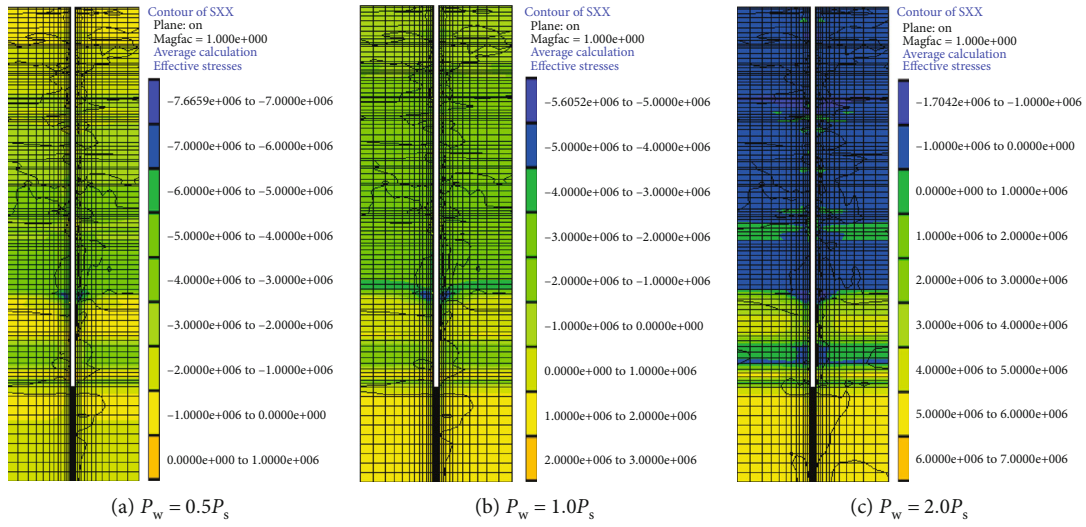 Contour of SXX
Plane: on
Magfac = 1.000e+000
Average calculation
Effective stresses
−7.6659e+006 to −7.0000e+006
−7.0000e+006 to −6.0000e+006
−6.0000e+006 to −5.0000e+006
−5.0000e+006 to −4.0000e+006
−4.0000e+006 to −3.0000e+006
−3.0000e+006 to −2.0000e+006
−2.0000e+006 to −1.0000e+006
−1.0000e+006 to 0.0000e+000
0.0000e+000 to 1.0000e+006
(a) Pw = 0.5Ps
Contour of SXX
Plane: on
Magfac = 1.000e+000
Average calculation
Effective stresses
−5.6052e+006 to −5.0000e+006
−5.0000e+006 to −4.0000e+006
−4.0000e+006 to −3.0000e+006
−3.0000e+006 to −2.0000e+006
−2.0000e+006 to −1.0000e+006
−1.0000e+006 to 0.0000e+000
0.0000e+000 to 1.0000e+006
1.0000e+006 to 2.0000e+006
2.0000e+006 to 3.0000e+006
(b) Pw = 1.0Ps
Contour of SXX
Plane: on
Magfac = 1.000e+000
Average calculation
Effective stresses
−1.7042e+006 to −1.0000e+006
−1.0000e+006 to 0.0000e+000
0.0000e+000 to 1.0000e+006
1.0000e+006 to 2.0000e+006
2.0000e+006 to 3.0000e+006
3.0000e+006 to 4.0000e+006
4.0000e+006 to 5.0000e+006
5.0000e+006 to 6.0000e+006
6.0000e+006 to 7.0000e+006
(c) Pw = 2.0Ps